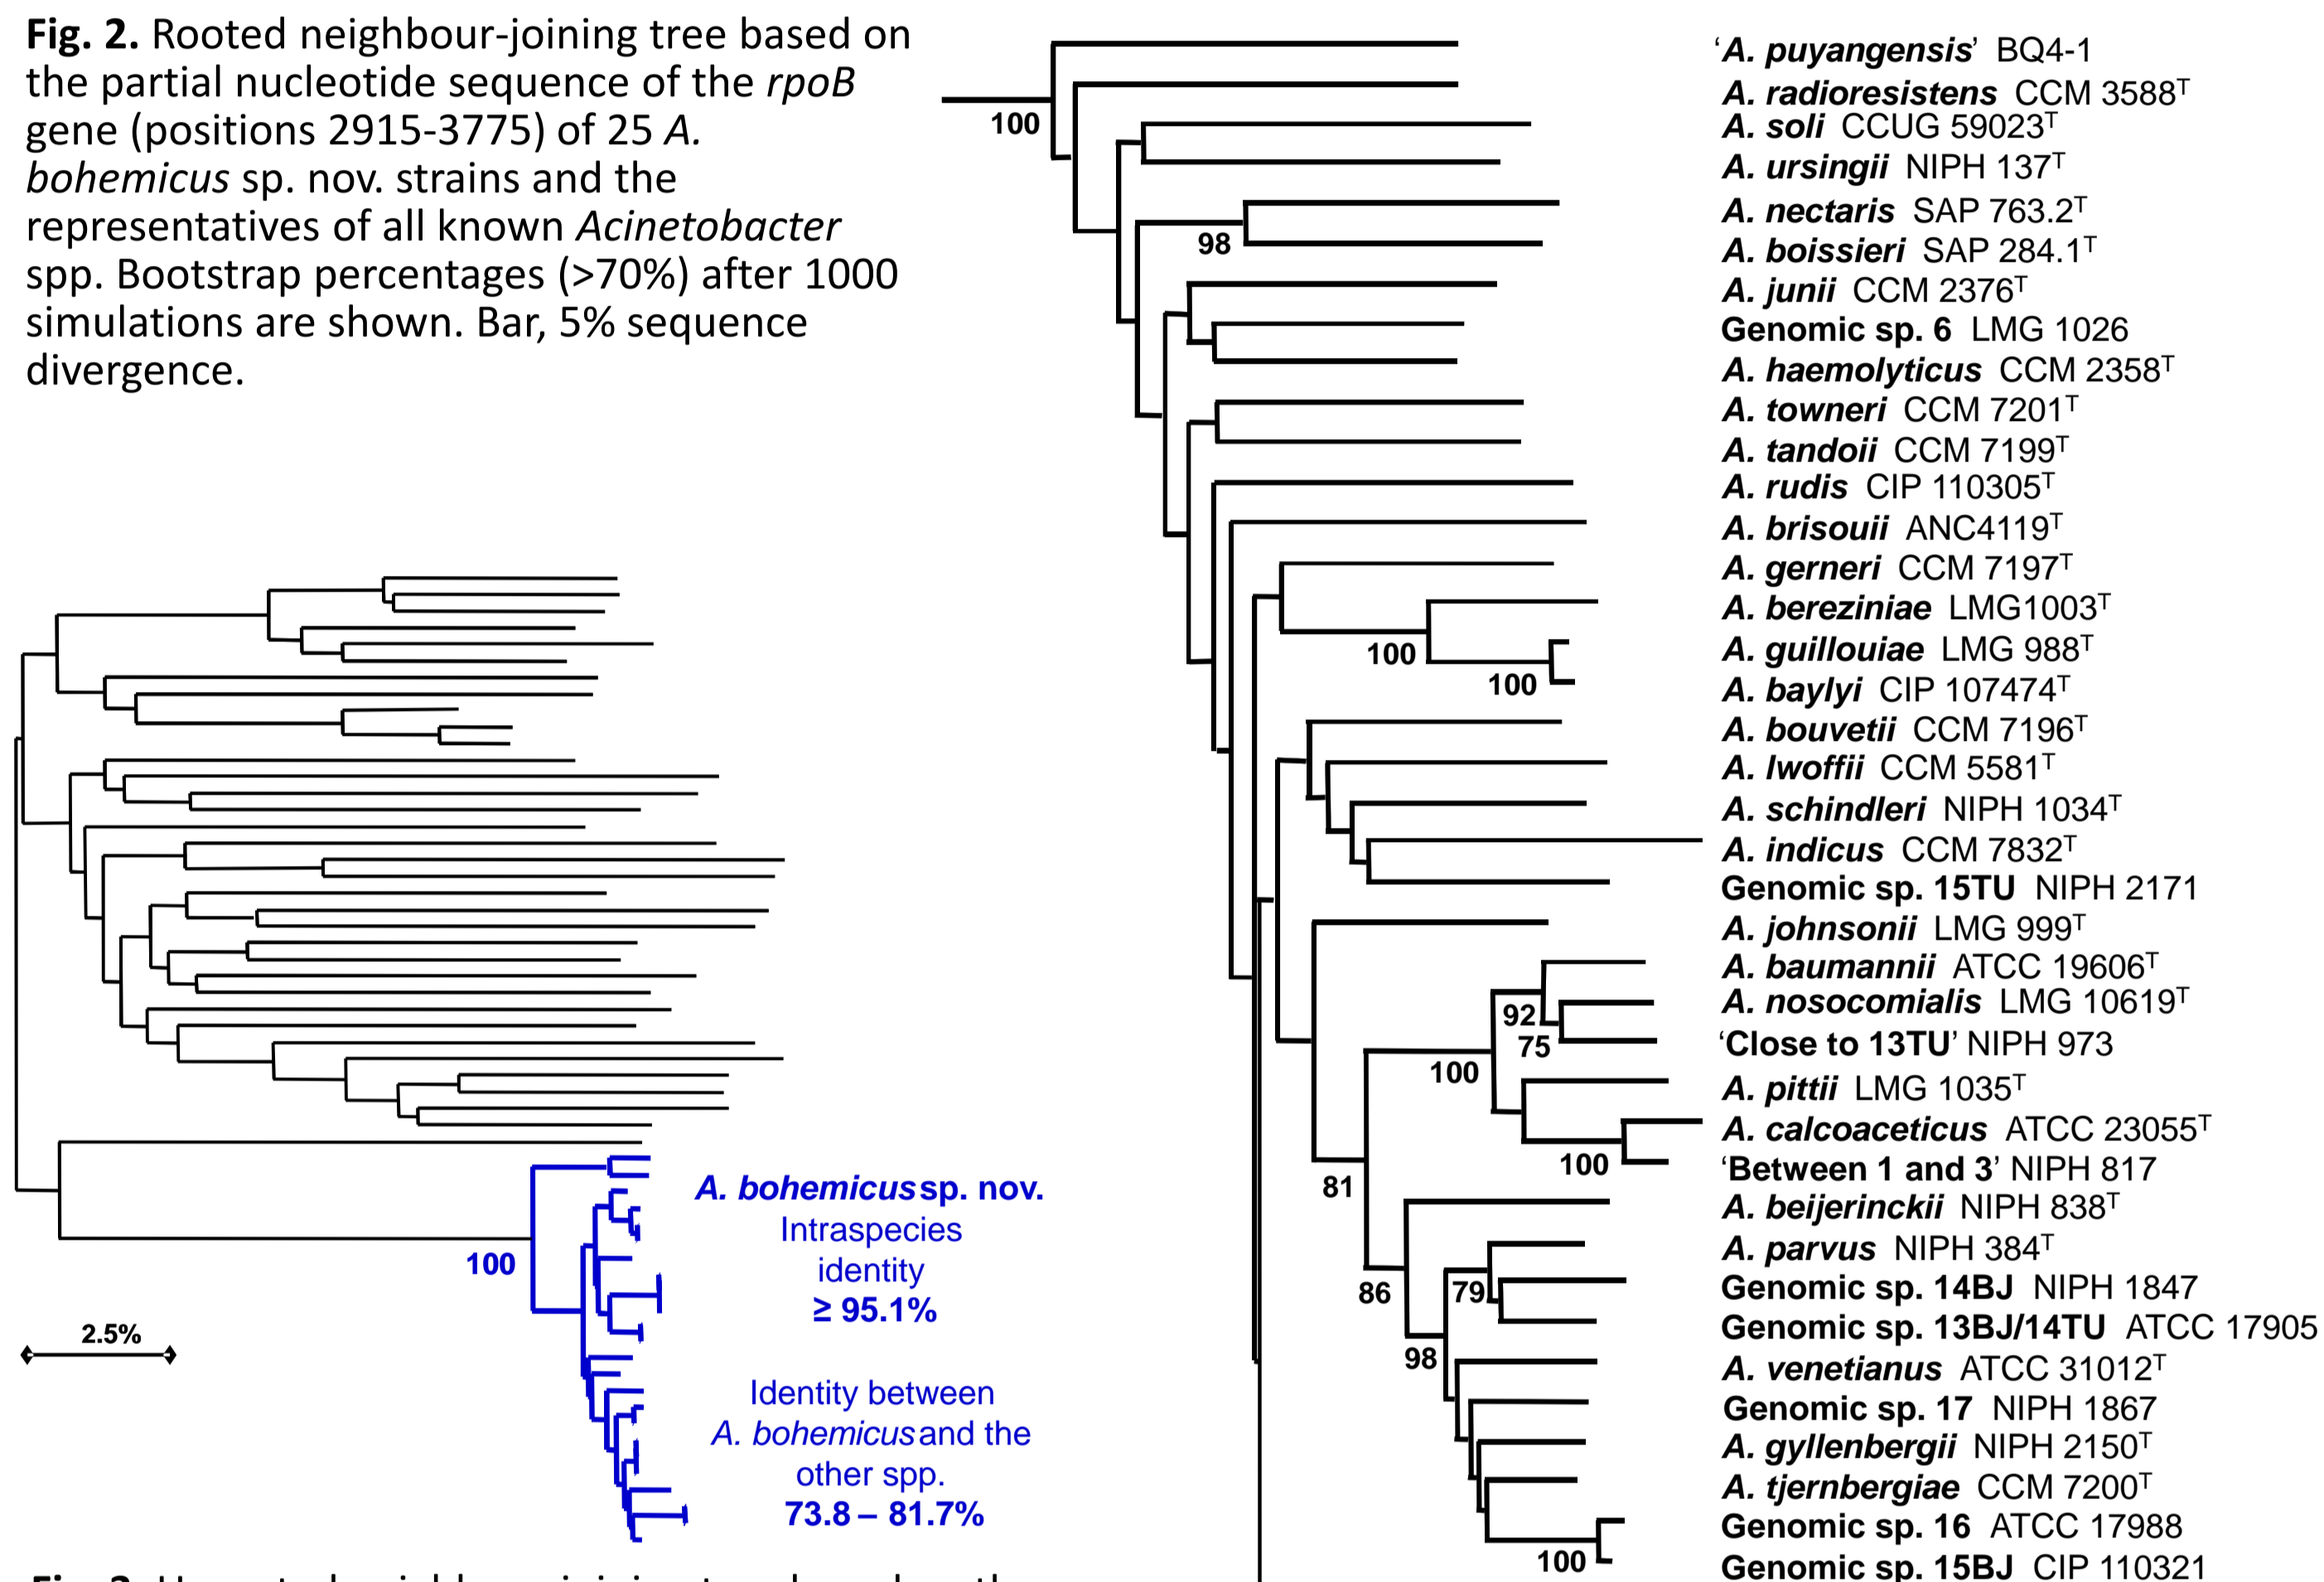 Fig. 2. Rooted neighbour-joining tree based on
the partial nucleotide sequence of the rpoB
gene (positions 2915-3775) of 25 A.
bohemicus sp. nov. strains and the
representatives of all known Acinetobacter
spp. Bootstrap percentages (>70%) after 1000
simulations are shown. Bar, 5% sequence
divergence.
100
A. bohemicus sp. nov.
Intraspecies
identity
≥ 95.1%
2.5%
Identity between
A. bohemicus and the
other spp.
73.8 – 81.7%
‘A. puyangensis’ BQ4-1
A. radioresistens CCM 3588T
100
A. soli CCUG 59023T
A. ursingii NIPH 137T
A. nectaris SAP 763.2T
98
A. boissieri SAP 284.1T
A. junii CCM 2376T
Genomic sp. 6 LMG 1026
A. haemolyticus CCM 2358T
A. towneri CCM 7201T
A. tandoii CCM 7199T
A. rudis CIP 110305T
A. brisouii ANC4119T
A. gerneri CCM 7197T
A. bereziniae LMG1003T
100
A. guillouiae LMG 988T
100
A. baylyi CIP 107474T
A. bouvetii CCM 7196T
A. lwoffii CCM 5581T
A. schindleri NIPH 1034T
A. indicus CCM 7832T
Genomic sp. 15TU NIPH 2171
A. johnsonii LMG 999T
A. baumannii ATCC 19606T
92
A. nosocomialis LMG 10619T
75
‘Close to 13TU’ NIPH 973
100
A. pittii LMG 1035T
A. calcoaceticus ATCC 23055T
100
‘Between 1 and 3’ NIPH 817
81
A. beijerinckii NIPH 838T
A. parvus NIPH 384T
86
79
Genomic sp. 14BJ NIPH 1847
Genomic sp. 13BJ/14TU ATCC 17905
98
A. venetianus ATCC 31012T
Genomic sp. 17 NIPH 1867
A. gyllenbergii NIPH 2150T
A. tjernbergiae CCM 7200T
Genomic sp. 16 ATCC 17988
100
Genomic sp. 15BJ CIP 110321